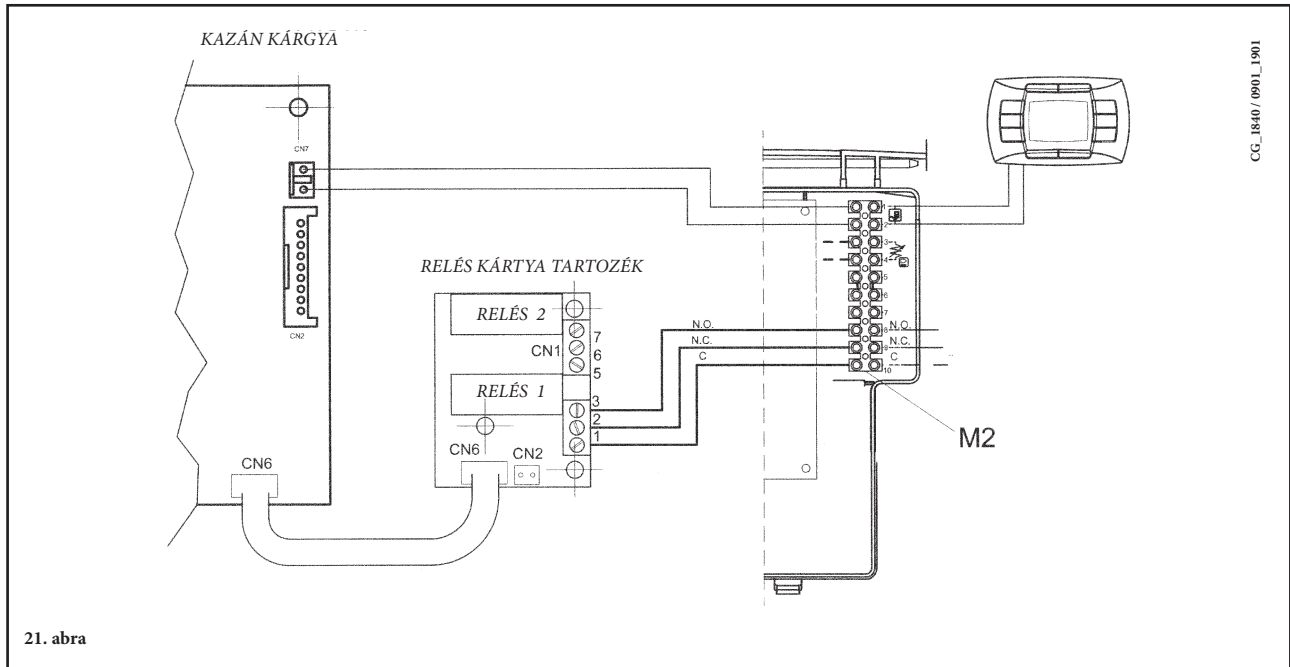 KAZÁN KÁRGYA
CG_1840 / 0901_1901
CN7
CN2
RELÉS KÁRTYA TARTOZÉK
RELÉS 2
CN1
7
6
5
RELÉS 1
3
2
1
CN6
CN2
CN6
N.O.
N.C.
C
1
2
3
4
5
6
7
8
9
10
N.O.
N.C.
C
M2
21. abra